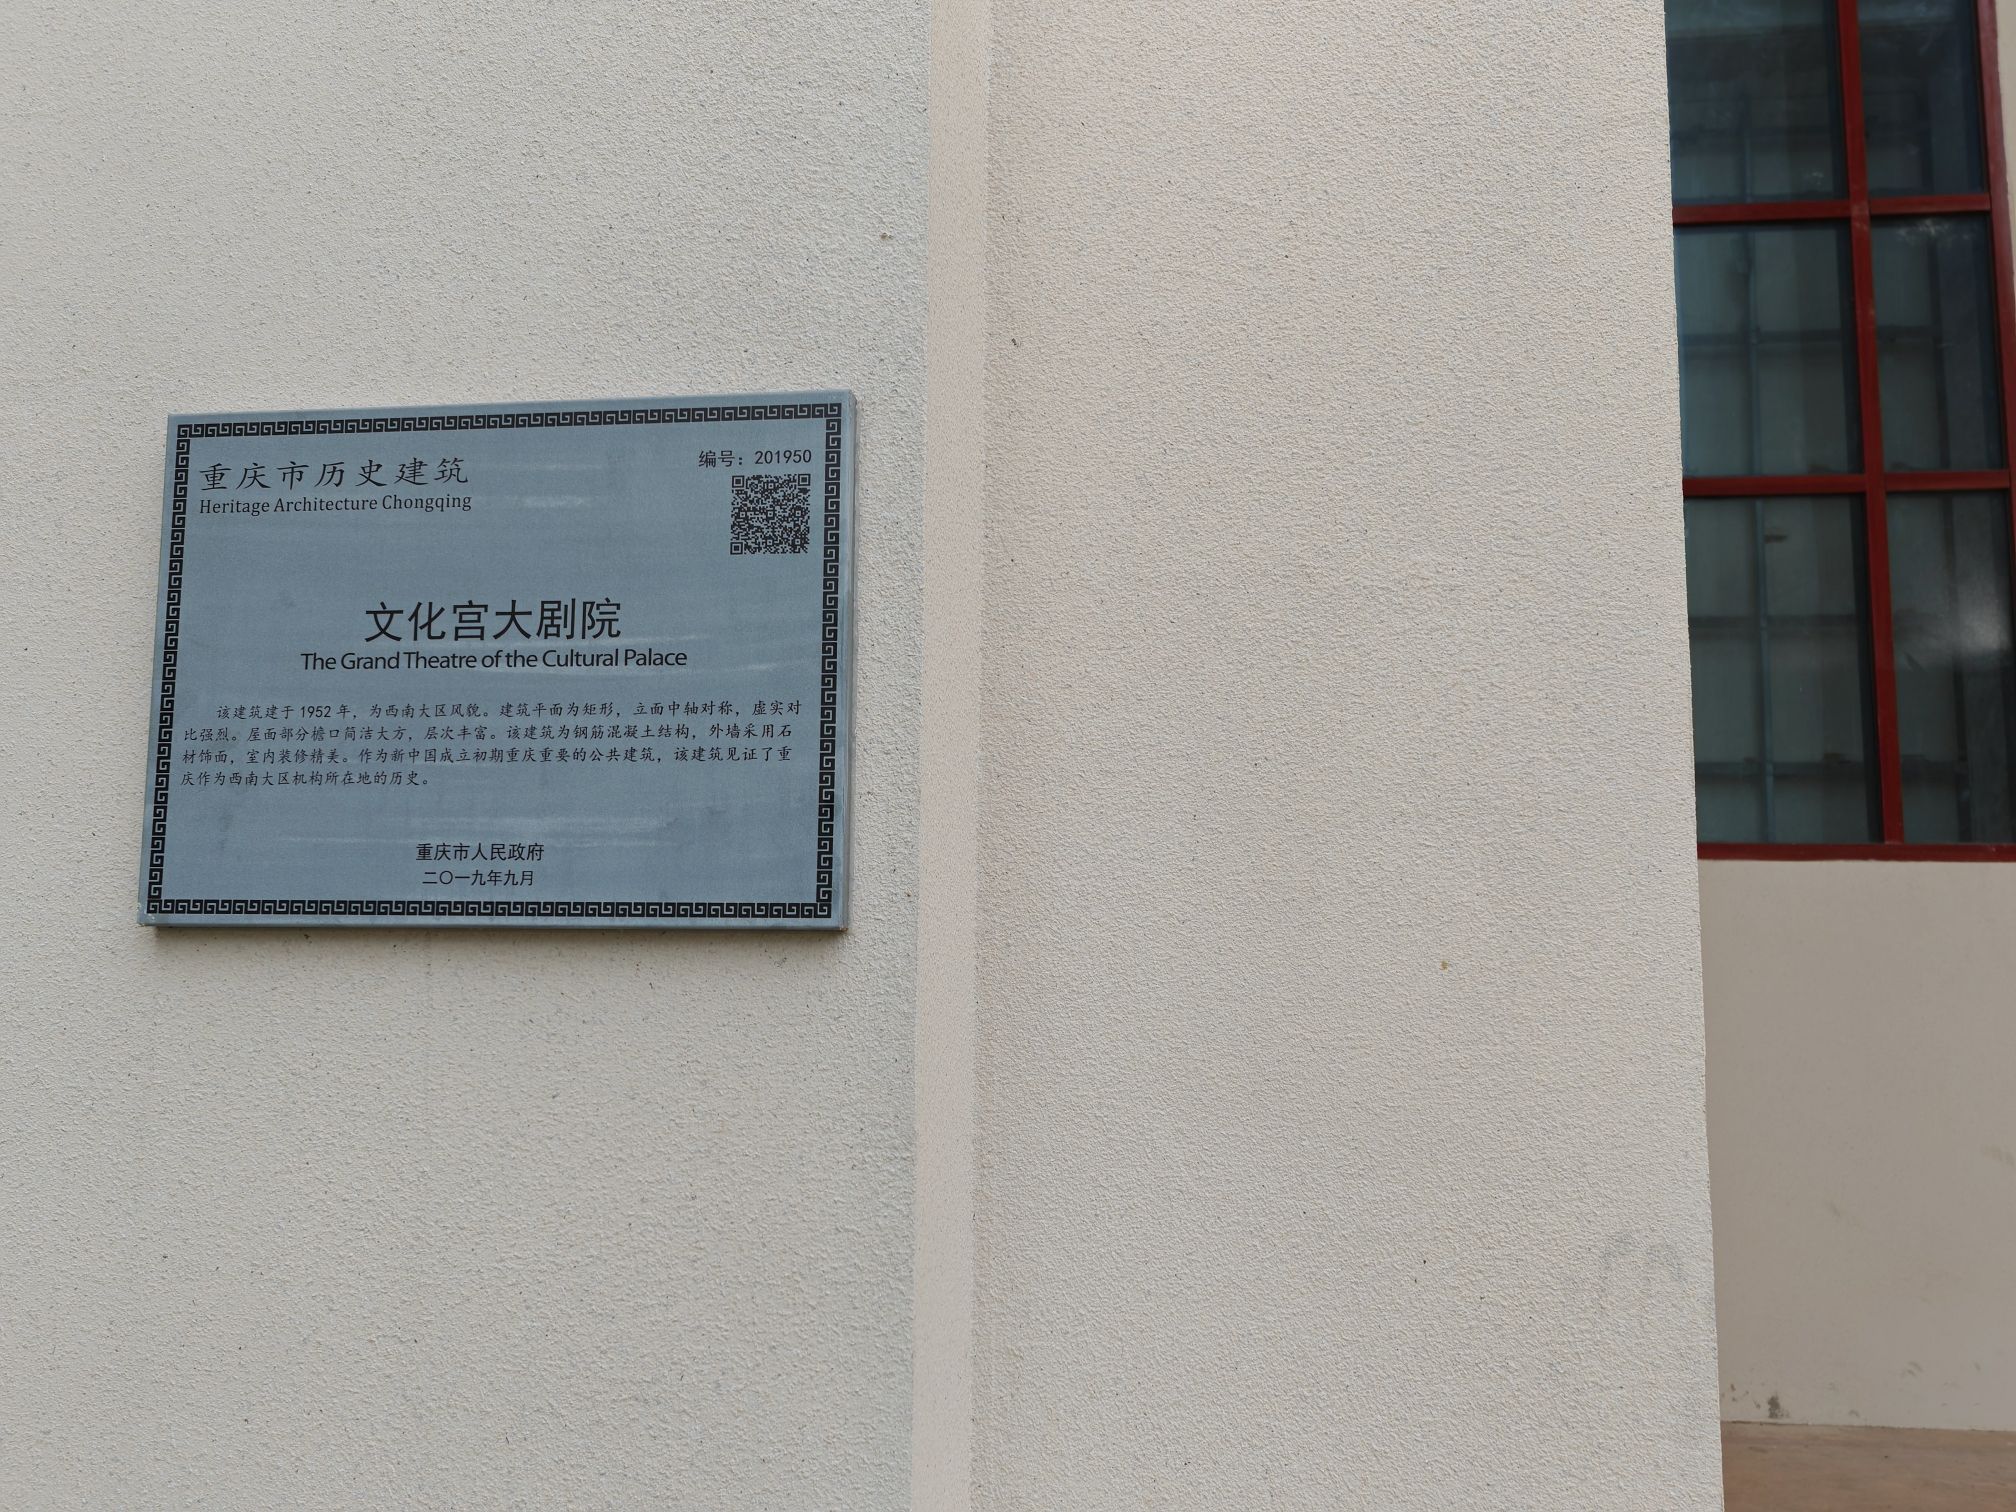 重庆市历史建筑
Heritage Architecture Chongqing
编号：201950
文化宫大剧院
The Grand Theatre of the Cultural Palace
该建筑建于 1952 年，为西南大区风貌。建筑平面为矩形，立面中轴对称，虚实对
比强烈。屋面部分檐口简洁大方，层次丰富。该建筑为钢筋混凝土结构，外墙采用石
材饰面，室内装修精美。作为新中国成立初期重庆重要的公共建筑，该建筑见证了重
庆作为西南大区机构所在地的历史。
重庆市人民政府
二〇一九年九月